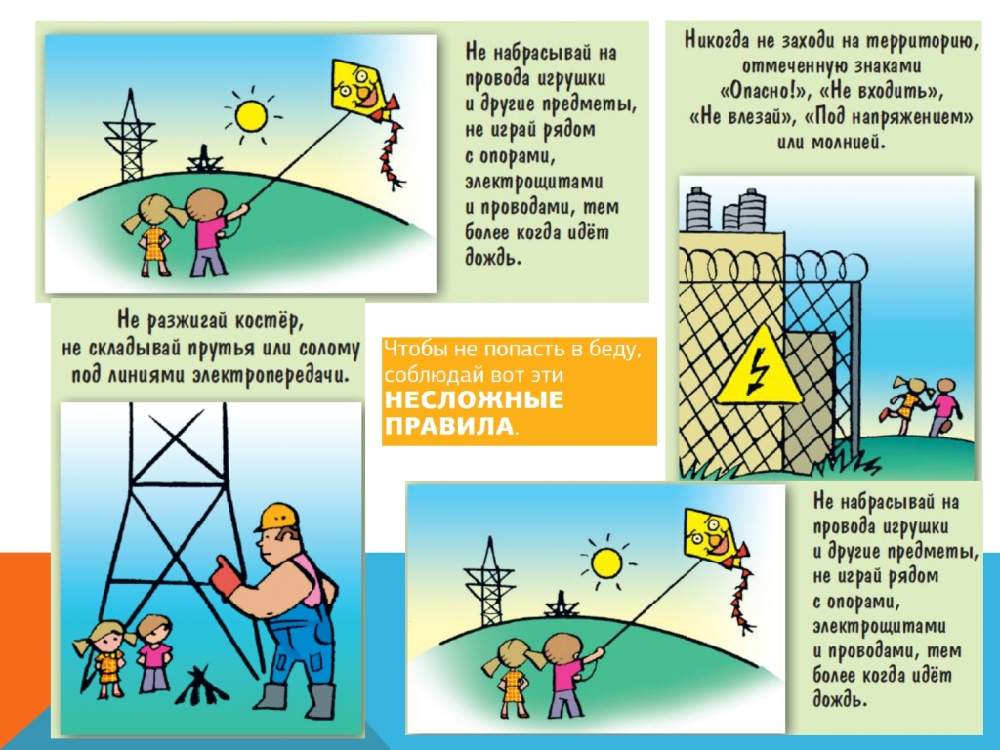 Не набрасывай на
провода игрушки
и другие предметы,
не играй рядом
с опорами,
электрощитами
и проводами, тем
более когда идёт
дождь.
Никогда не заходи на территорию,
отмеченную знаками
«Опасно!», «Не входить»,
«Не влезай», «Под напряжением»
или молнией.
Не разжигай костёр,
не складывай прутья или солому
под линиями электропередачи.
Чтобы не попасть в беду,
соблюдай вот эти
НЕСЛОЖНЫЕ
ПРАВИЛА.
Не набрасывай на
провода игрушки
и другие предметы,
не играй рядом
с опорами,
электрощитами
и проводами, тем
более когда идёт
дождь.